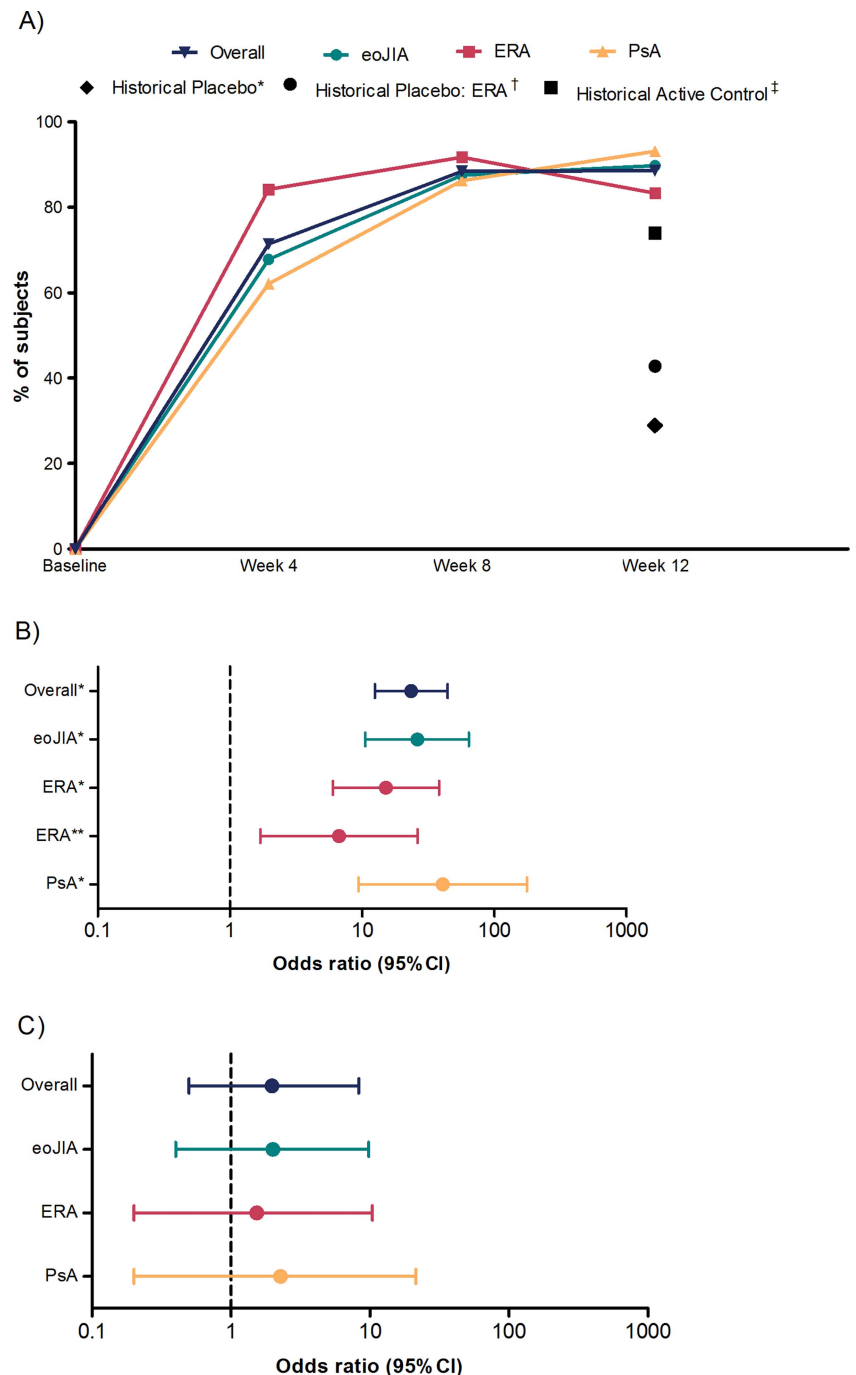 A)
Overall eoJIA ERA PsA
Historical Placebo* Historical Placebo: ERA† Historical Active Control‡
100
80
60
40
20
0
% of subjects
Baseline Week 4 Week 8 Week 12
B)
Overall*
eoJIA*
ERA*
ERA**
PsA*
0.1 1 10 100 1000
Odds ratio (95%CI)
C)
Overall
eoJIA
ERA
PsA
0.1 1 10 100 1000
Odds ratio (95%CI)